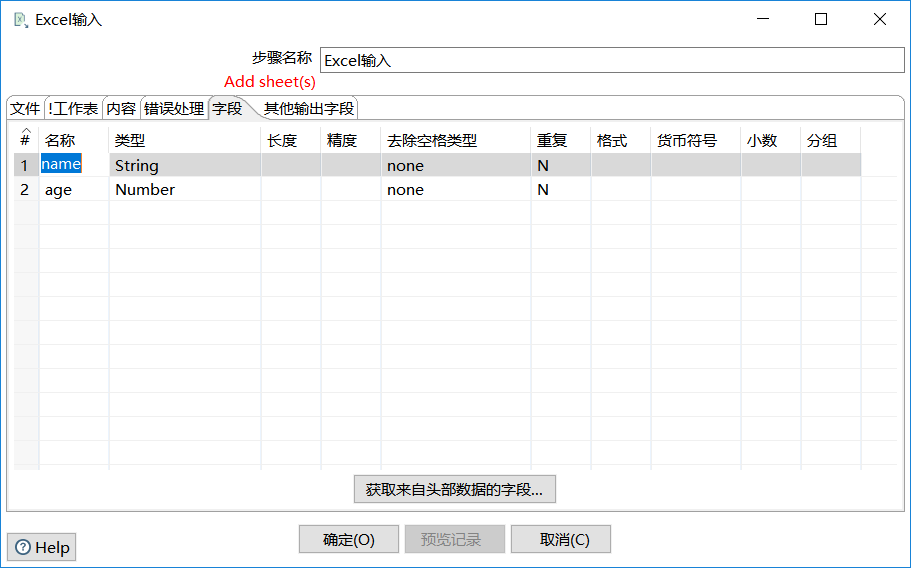 Excel输入
步骤名称 Excel输入
Add sheet(s)
文件 !工作表 内容 错误处理 字段 其他输出字段
# 名称 类型 长度 精度 去除空格类型 重复 格式 货币符号 小数 分组
1 name String none N
2 age Number none N
获取来自头部数据的字段...
Help 确定(O) 预览记录 取消(C)